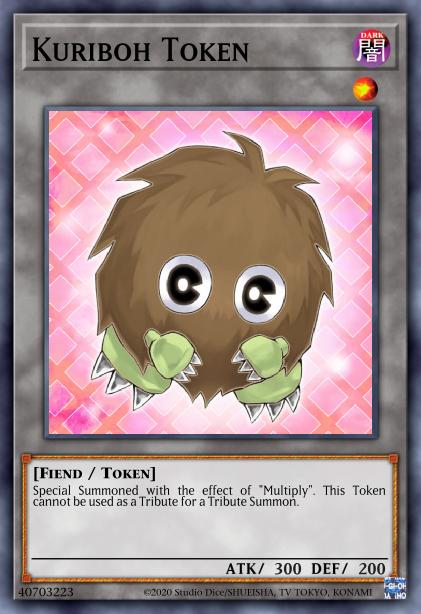 KURIBOH TOKEN
DARK
闇
[FIEND / TOKEN]
Special Summoned with the effect of "Multiply". This Token
cannot be used as a Tribute for a Tribute Summon.
ATK/ 300 DEF/ 200
40703223
©2020 Studio Dice/SHUEISHA, TV TOKYO, KONAMI